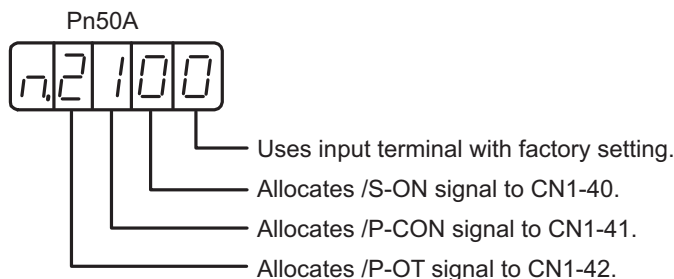 Pn50A
n.2100
Uses input terminal with factory setting.
Allocates /S-ON signal to CN1-40.
Allocates /P-CON signal to CN1-41.
Allocates /P-OT signal to CN1-42.